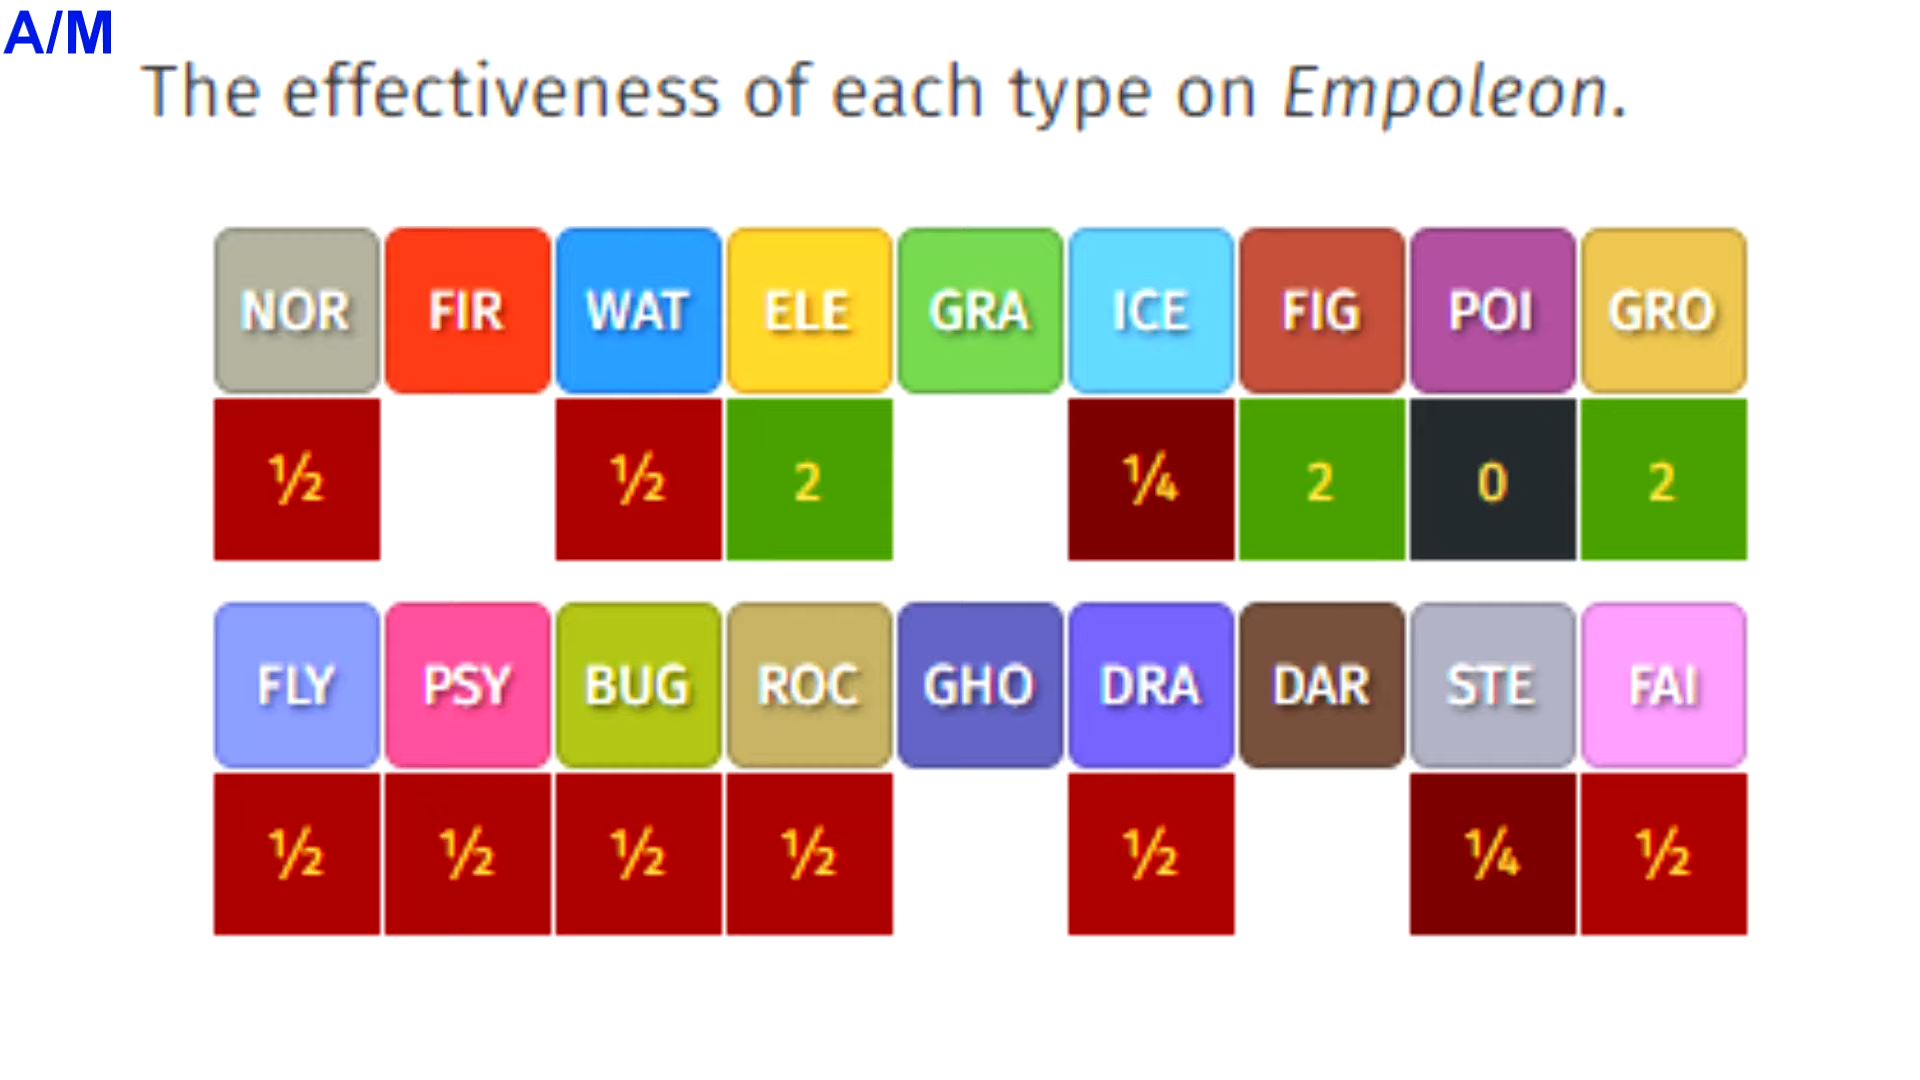 A/M
The effectiveness of each type on Empoleon.
NOR FIR WAT ELE GRA ICE FIG POI GRO
½ ½ 2 ¼ 2 0 2
FLY PSY BUG ROC GHO DRA DAR STE FAI
½ ½ ½ ½ ½ ¼ ½